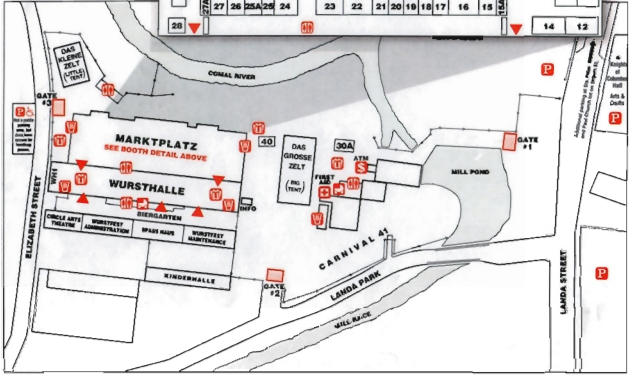 27A
27 26 25A 25 24 23 22 21 20 19 18 17 16 15
15A
28
14 12
DAS
KLEINE
ZELT
(LITTLE
TENT)
COMAL RIVER
GATE
#3
P
MARKTPLATZ
SEE BOOTH DETAIL ABOVE
WURSTHALLE
WH1
BIERGARTEN
INFO
CIRCLE ARTS
THEATRE
WURSTFEST
ADMINISTRATION
SPASS HAUS
WURSTFEST
MAINTENANCE
KINDERHALLE
GATE
#2
ELIZABETH STREET
40
DAS
GROSSE
ZELT
(BIG
TENT)
30A
ATM
$
FIRST
AID
T
T
T
T
T
W
W
W
W
W
CARNIVAL 41
LANDA PARK
MILL RACE
MILL POND
GATE
#1
LANDA STREET
P
P
P
Knights
of
Columbus
Hall
Arts &
Crafts